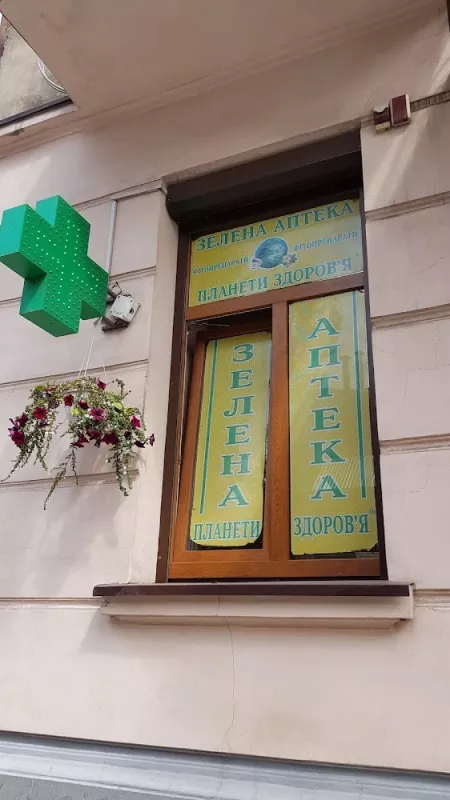 ЗЕЛЕНА АПТЕКА
ФІТОПРЕПАРАТИ ФІТОПРЕПАРАТИ
ПЛАНЕТИ ЗДОРОВ'Я
ЗЕЛЕНА
ПЛАНЕТИ
АПТЕКА
ЗДОРОВ'Я